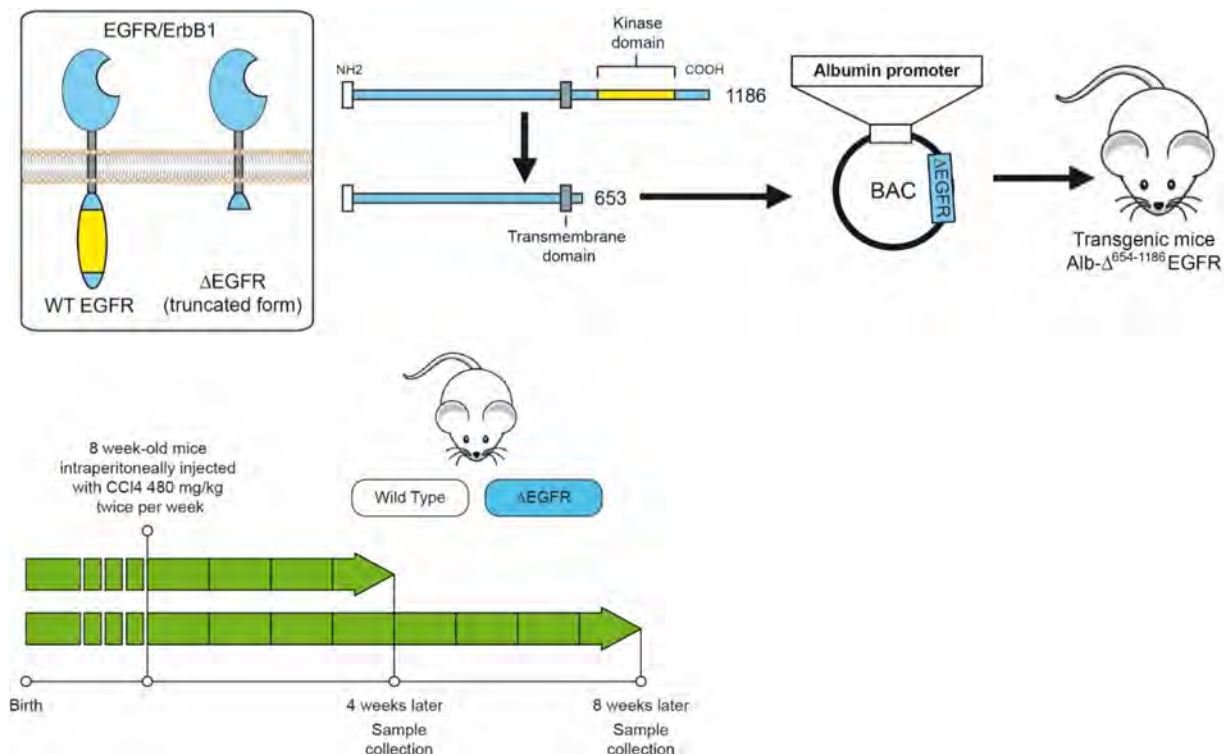 EGFR/ErbB1
WT EGFR
ΔEGFR
(truncated form)
Kinase
domain
NH2
COOH
1186
653
Transmembrane
domain
Albumin promoter
BAC
ΔEGFR
Transgenic mice
Alb-Δ654-1186EGFR
8 week-old mice
intraperitoneally injected
with CCl4 480 mg/kg
twice per week
Wild Type
ΔEGFR
Birth
4 weeks later
Sample
collection
8 weeks later
Sample
collection